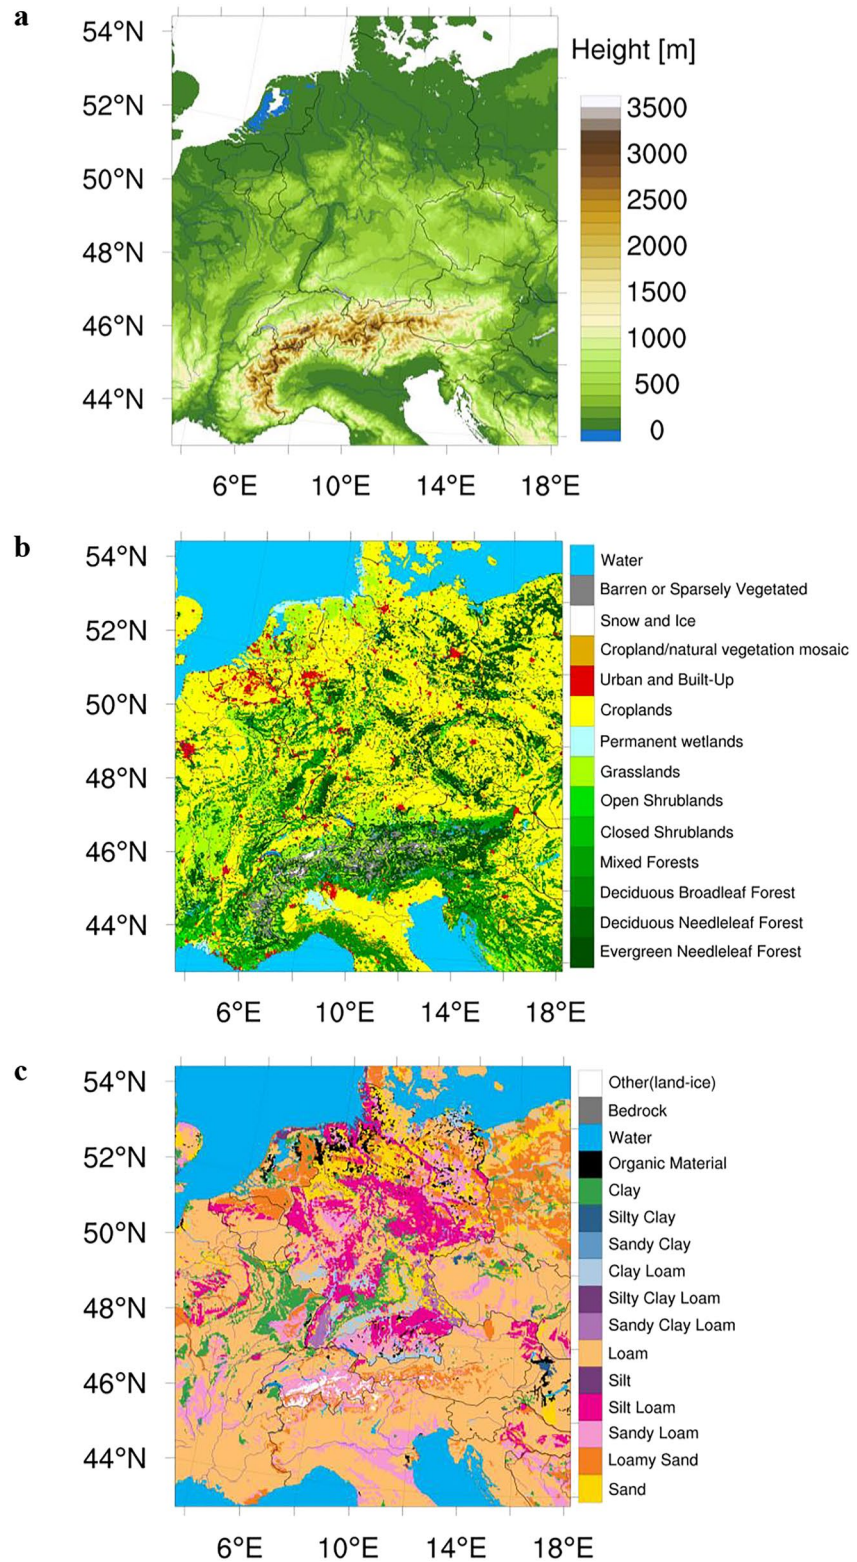 a
54°N
52°N
50°N
48°N
46°N
44°N
6°E 10°E 14°E 18°E
Height [m]
3500
3000
2500
2000
1500
1000
500
0
b
54°N
52°N
50°N
48°N
46°N
44°N
6°E 10°E 14°E 18°E
Water
Barren or Sparsely Vegetated
Snow and Ice
Cropland/natural vegetation mosaic
Urban and Built-Up
Croplands
Permanent wetlands
Grasslands
Open Shrublands
Closed Shrublands
Mixed Forests
Deciduous Broadleaf Forest
Deciduous Needleleaf Forest
Evergreen Needleleaf Forest
c
54°N
52°N
50°N
48°N
46°N
44°N
6°E 10°E 14°E 18°E
Other(land-ice)
Bedrock
Water
Organic Material
Clay
Silty Clay
Sandy Clay
Clay Loam
Silty Clay Loam
Sandy Clay Loam
Loam
Silt
Silt Loam
Sandy Loam
Loamy Sand
Sand